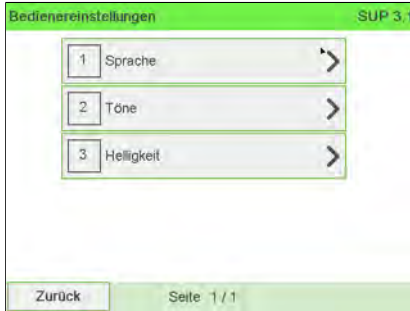 Bedienereinstellungen SUP 3.1
1 Sprache
2 Töne
3 Helligkeit
Zurück Seite 1 / 1